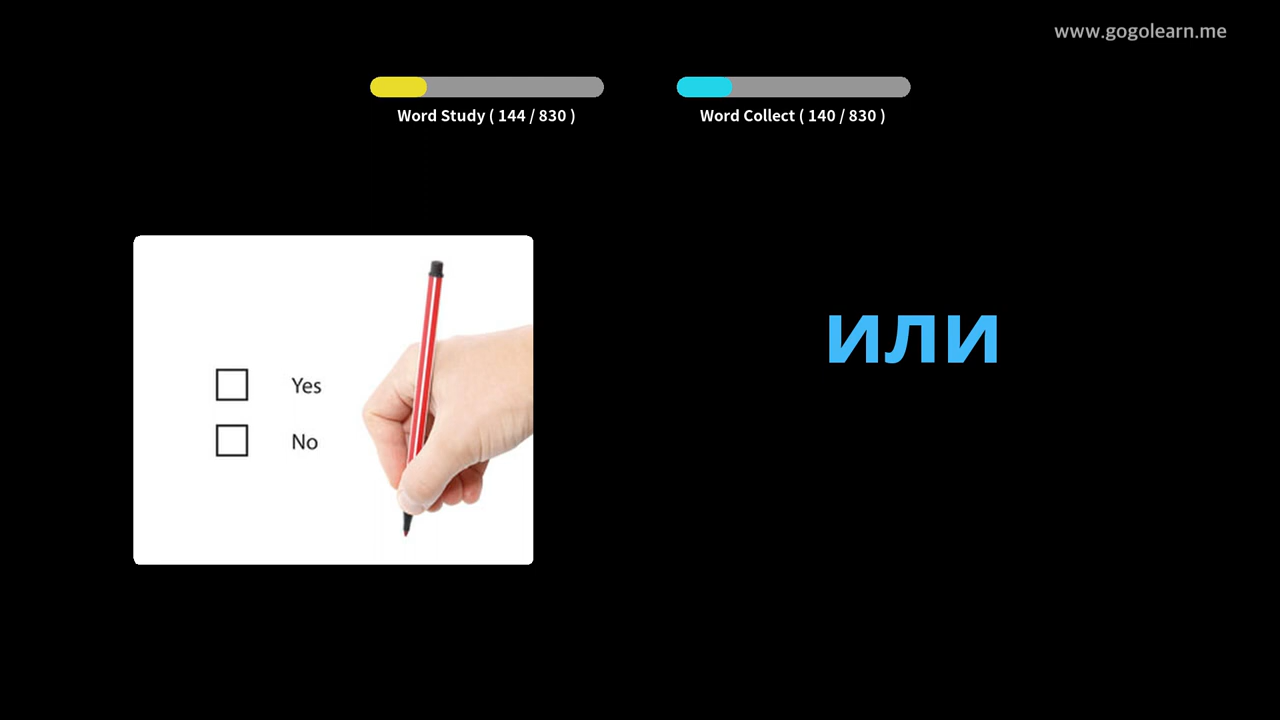 www.gogolearn.me
Word Study ( 144 / 830 )
Word Collect ( 140 / 830 )
или
Yes
No